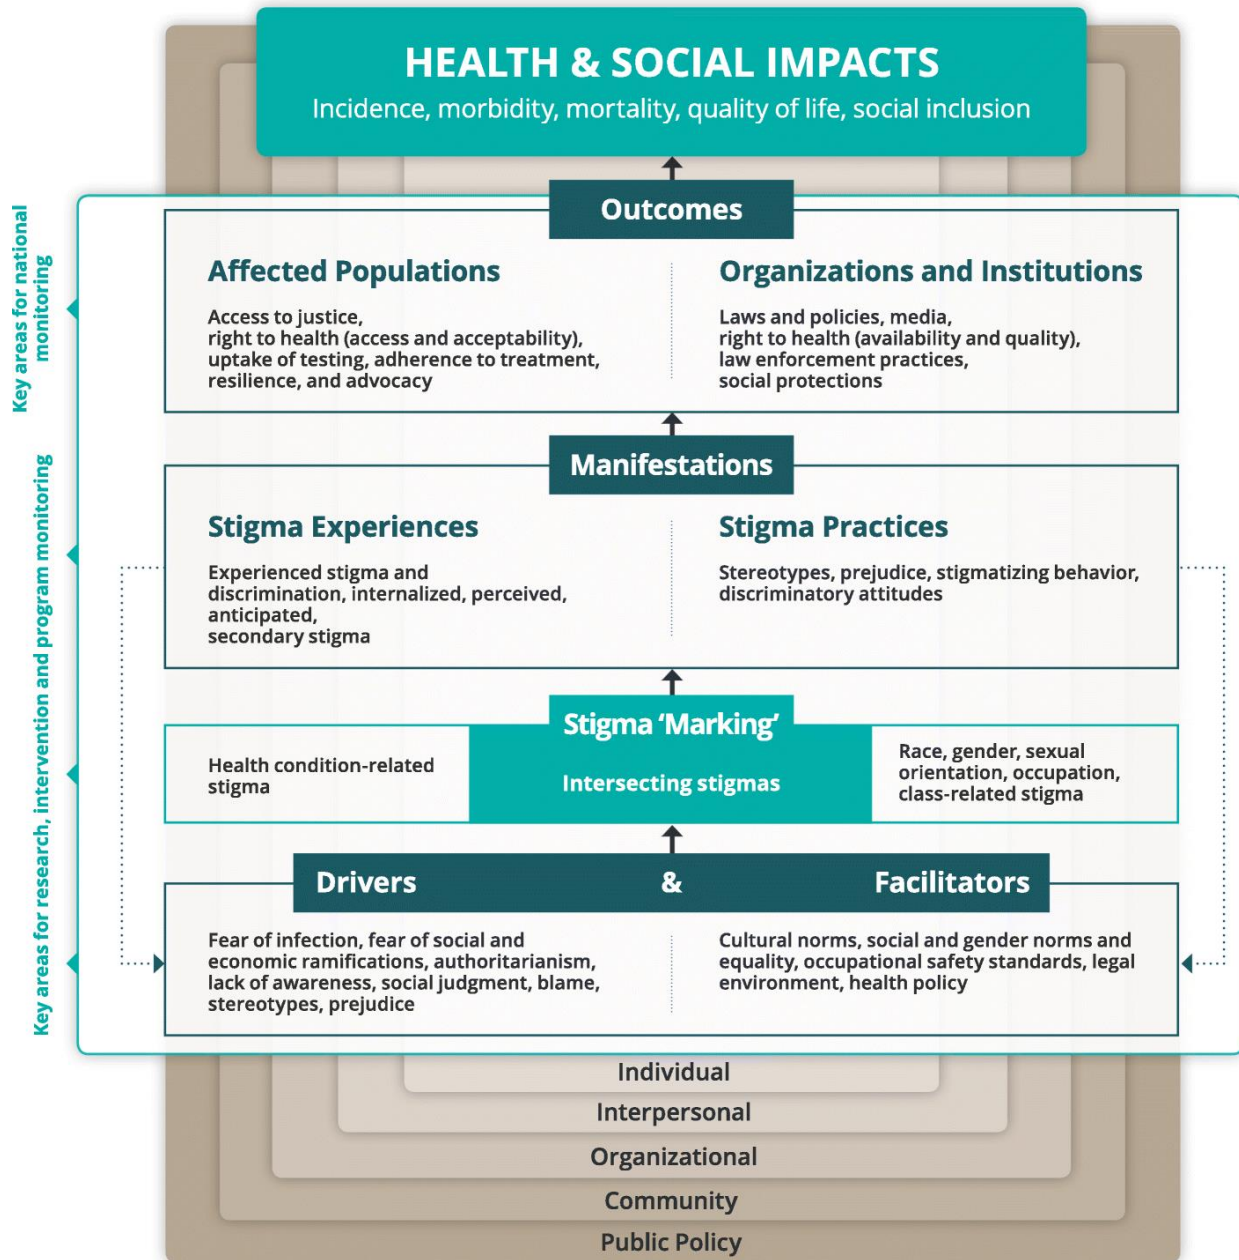 HEALTH & SOCIAL IMPACTS
Incidence, morbidity, mortality, quality of life, social inclusion
Key areas for national
monitoring
Outcomes
Affected Populations
Access to justice,
right to health (access and acceptability),
uptake of testing, adherence to treatment,
resilience, and advocacy
Organizations and Institutions
Laws and policies, media,
right to health (availability and quality),
law enforcement practices,
social protections
Key areas for research, intervention and program monitoring
Manifestations
Stigma Experiences
Experienced stigma and
discrimination, internalized, perceived,
anticipated,
secondary stigma
Stigma Practices
Stereotypes, prejudice, stigmatizing behavior,
discriminatory attitudes
Stigma ‘Marking’
Health condition-related
stigma
Intersecting stigmas
Race, gender, sexual
orientation, occupation,
class-related stigma
Drivers & Facilitators
Fear of infection, fear of social and
economic ramifications, authoritarianism,
lack of awareness, social judgment, blame,
stereotypes, prejudice
Cultural norms, social and gender norms and
equality, occupational safety standards, legal
environment, health policy
Individual
Interpersonal
Organizational
Community
Public Policy